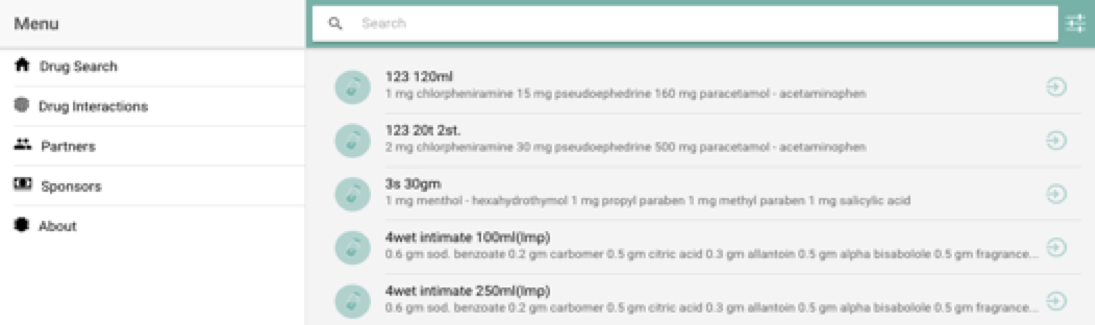 Menu
Search
Drug Search
Drug Interactions
Partners
Sponsors
About
123 120ml
1 mg chlorpheniramine 15 mg pseudoephedrine 160 mg paracetamol - acetaminophen
123 20t 2st.
2 mg chlorpheniramine 30 mg pseudoephedrine 500 mg paracetamol - acetaminophen
3s 30gm
1 mg menthol - hexahydrothymol 1 mg propyl paraben 1 mg methyl paraben 1 mg salicylic acid
4wet intimate 100ml(Imp)
0.6 gm sod. benzoate 0.2 gm carbomer 0.5 gm citric acid 0.3 gm allantoin 0.5 gm alpha bisabolole 0.5 gm fragrance...
4wet intimate 250ml(Imp)
0.6 gm sod. benzoate 0.2 gm carbomer 0.5 gm citric acid 0.3 gm allantoin 0.5 gm alpha bisabolole 0.5 gm fragrance...